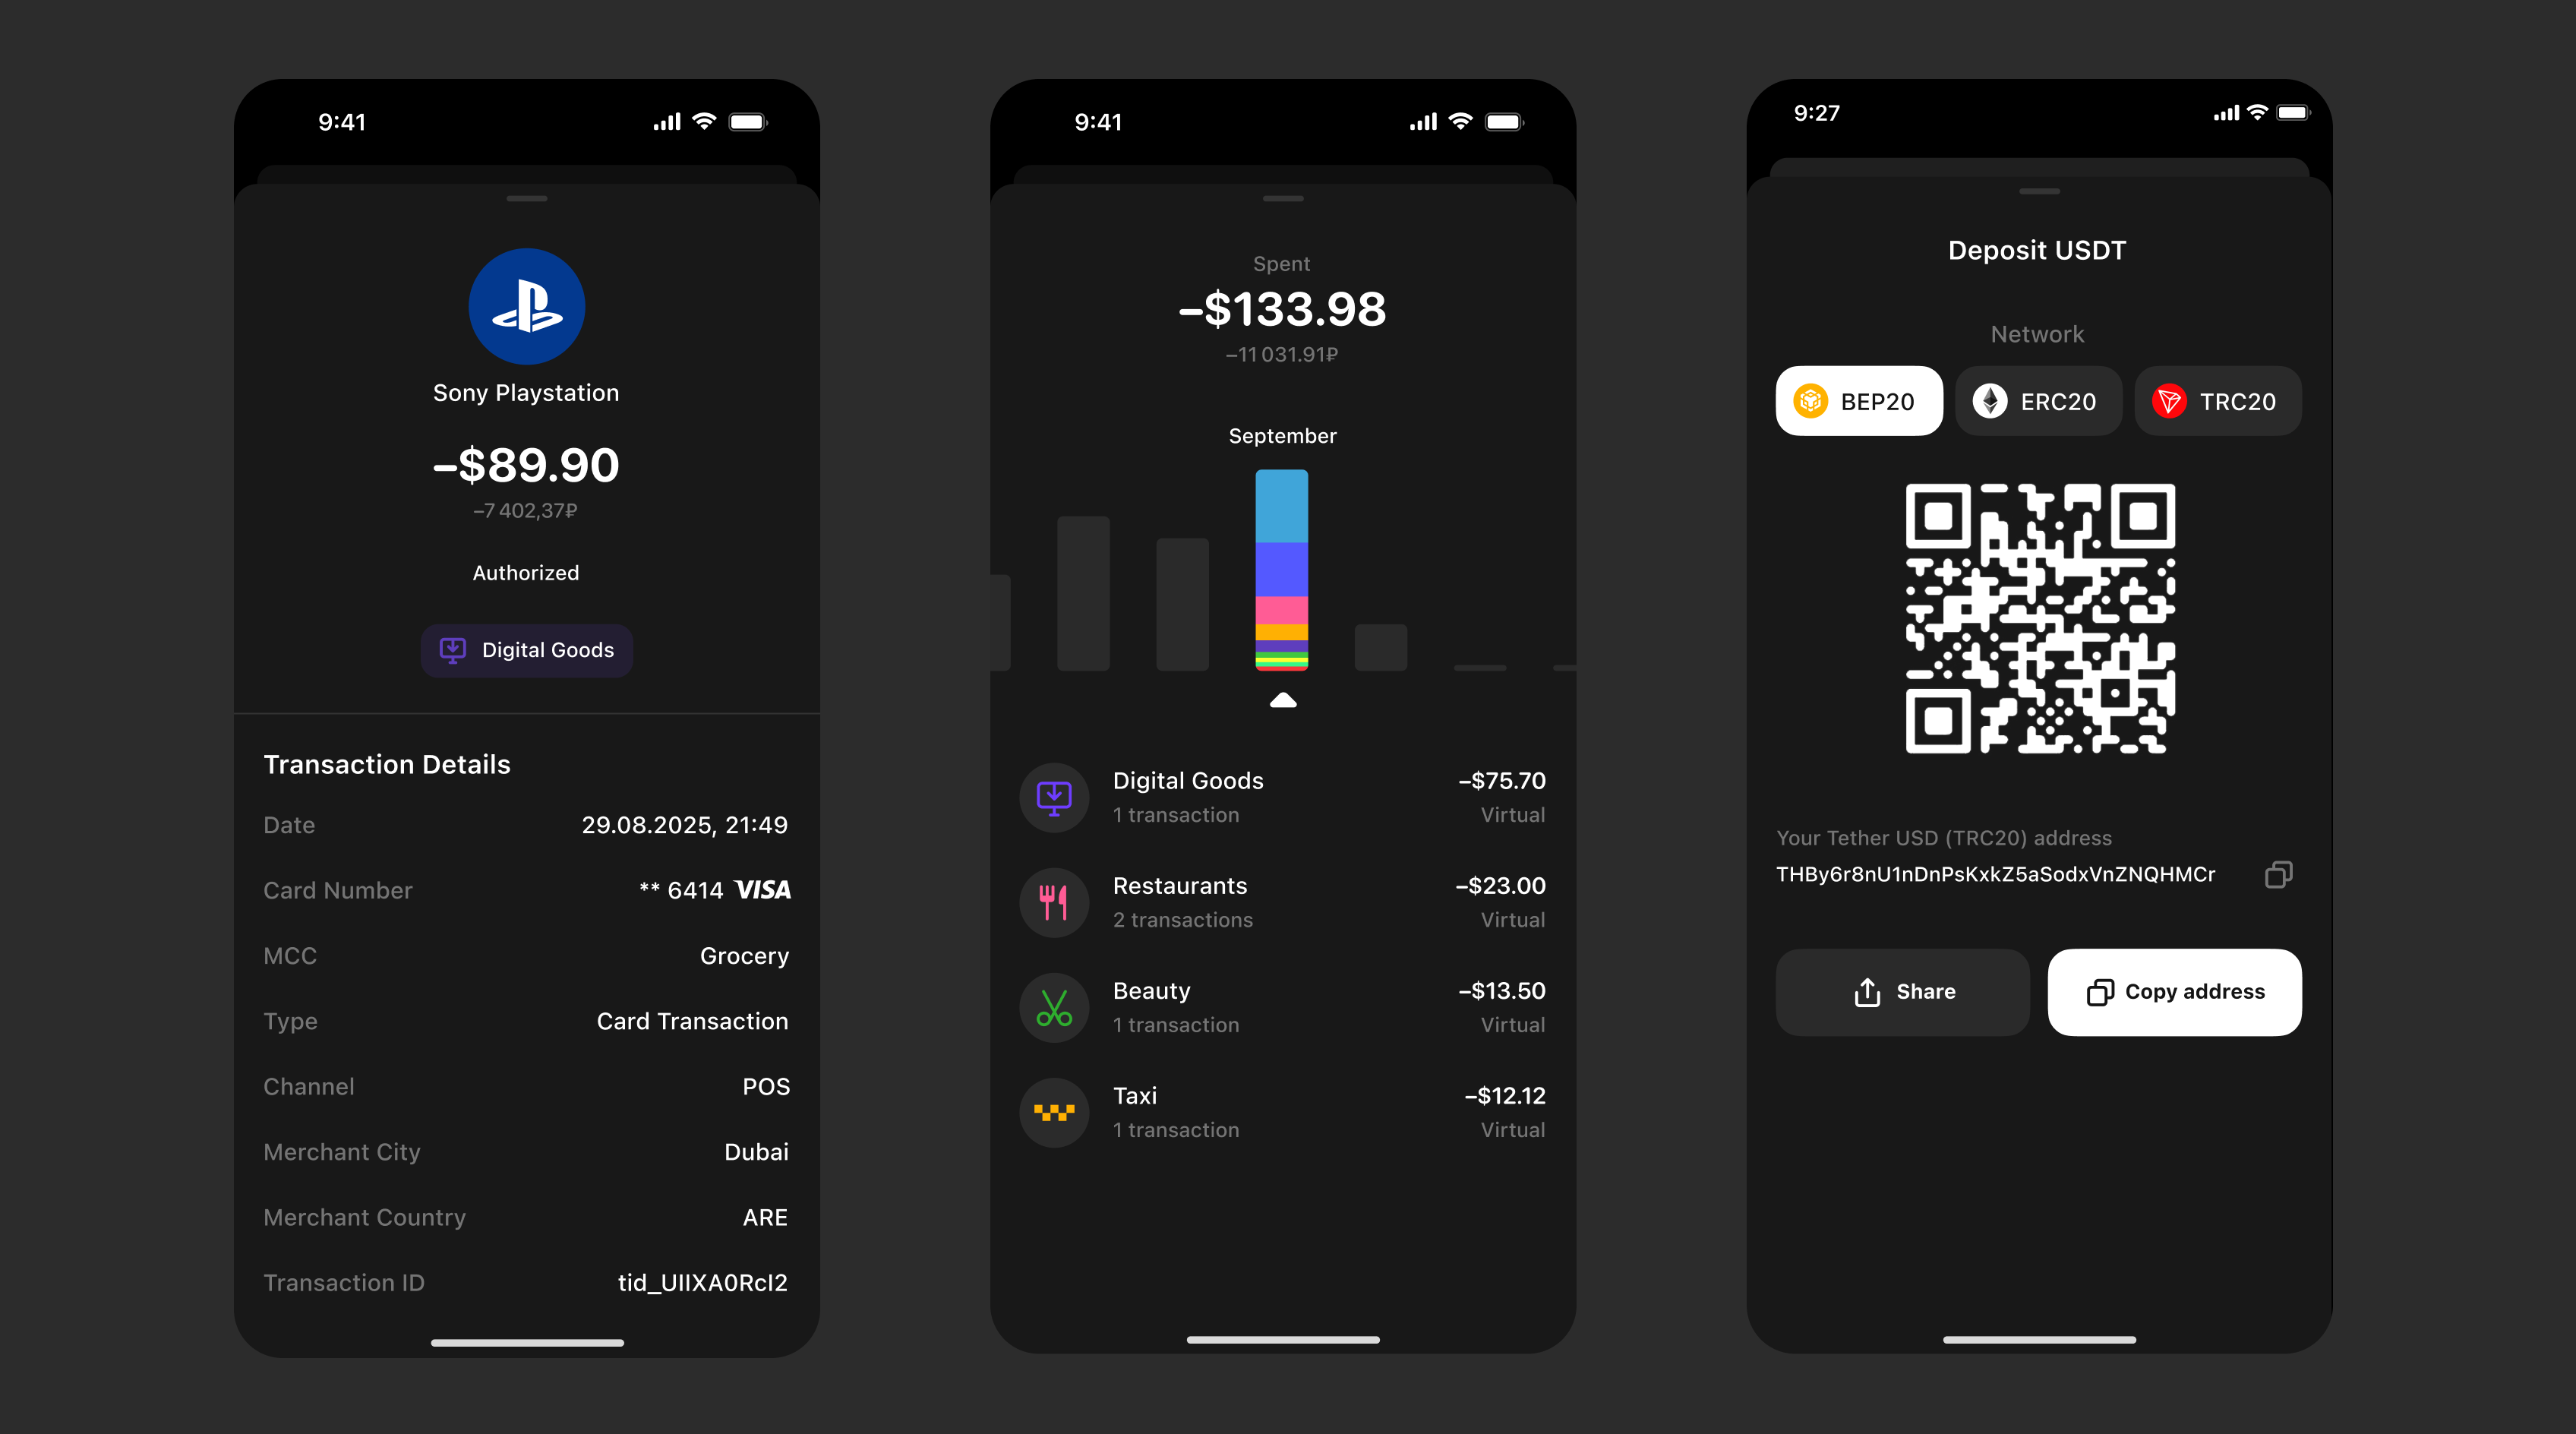 9:41
Sony Playstation
–$89.90
–7 402,37₽
Authorized
Digital Goods
Transaction Details
Date 29.08.2025, 21:49
Card Number ** 6414 VISA
MCC Grocery
Type Card Transaction
Channel POS
Merchant City Dubai
Merchant Country ARE
Transaction ID tid_UIIXA0RcI2
9:41
Spent
–$133.98
–11 031.91₽
September
Digital Goods –$75.70
1 transaction Virtual
Restaurants –$23.00
2 transactions Virtual
Beauty –$13.50
1 transaction Virtual
Taxi –$12.12
1 transaction Virtual
9:27
Deposit USDT
Network
BEP20 ERC20 TRC20
Your Tether USD (TRC20) address
THBy6r8nU1nDnPsKxkZ5aSodxVnZNQHMCr
Share Copy address